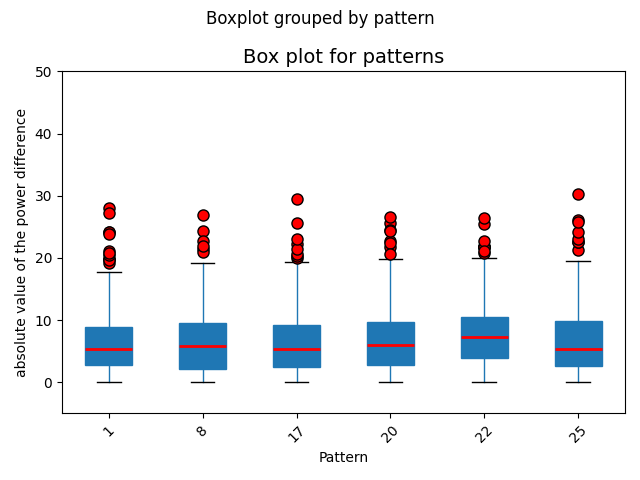 Boxplot grouped by pattern
Box plot for patterns
50
40
30
20
10
0
absolute value of the power difference
1 8 17 20 22 25
Pattern